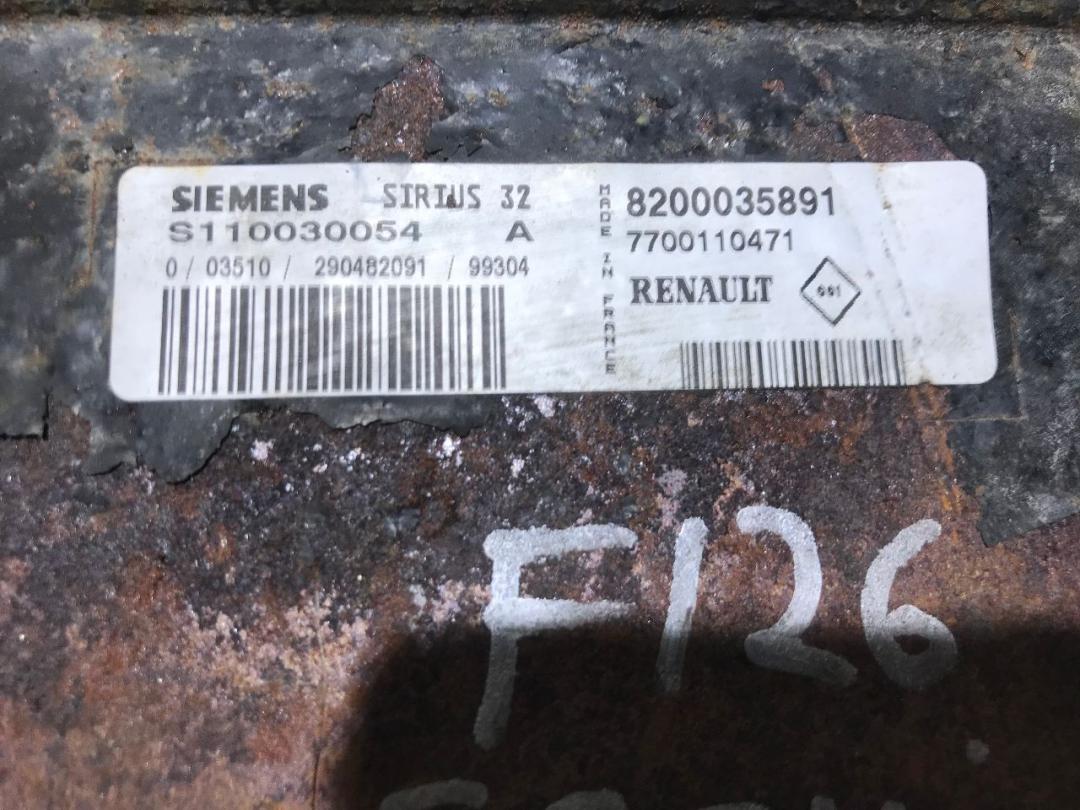 SIEMENS SIRIUS 32
S110030054 A
0 / 03510 / 290482091 / 99304
MADE IN FRANCE
8200035891
7700110471
RENAULT
F126